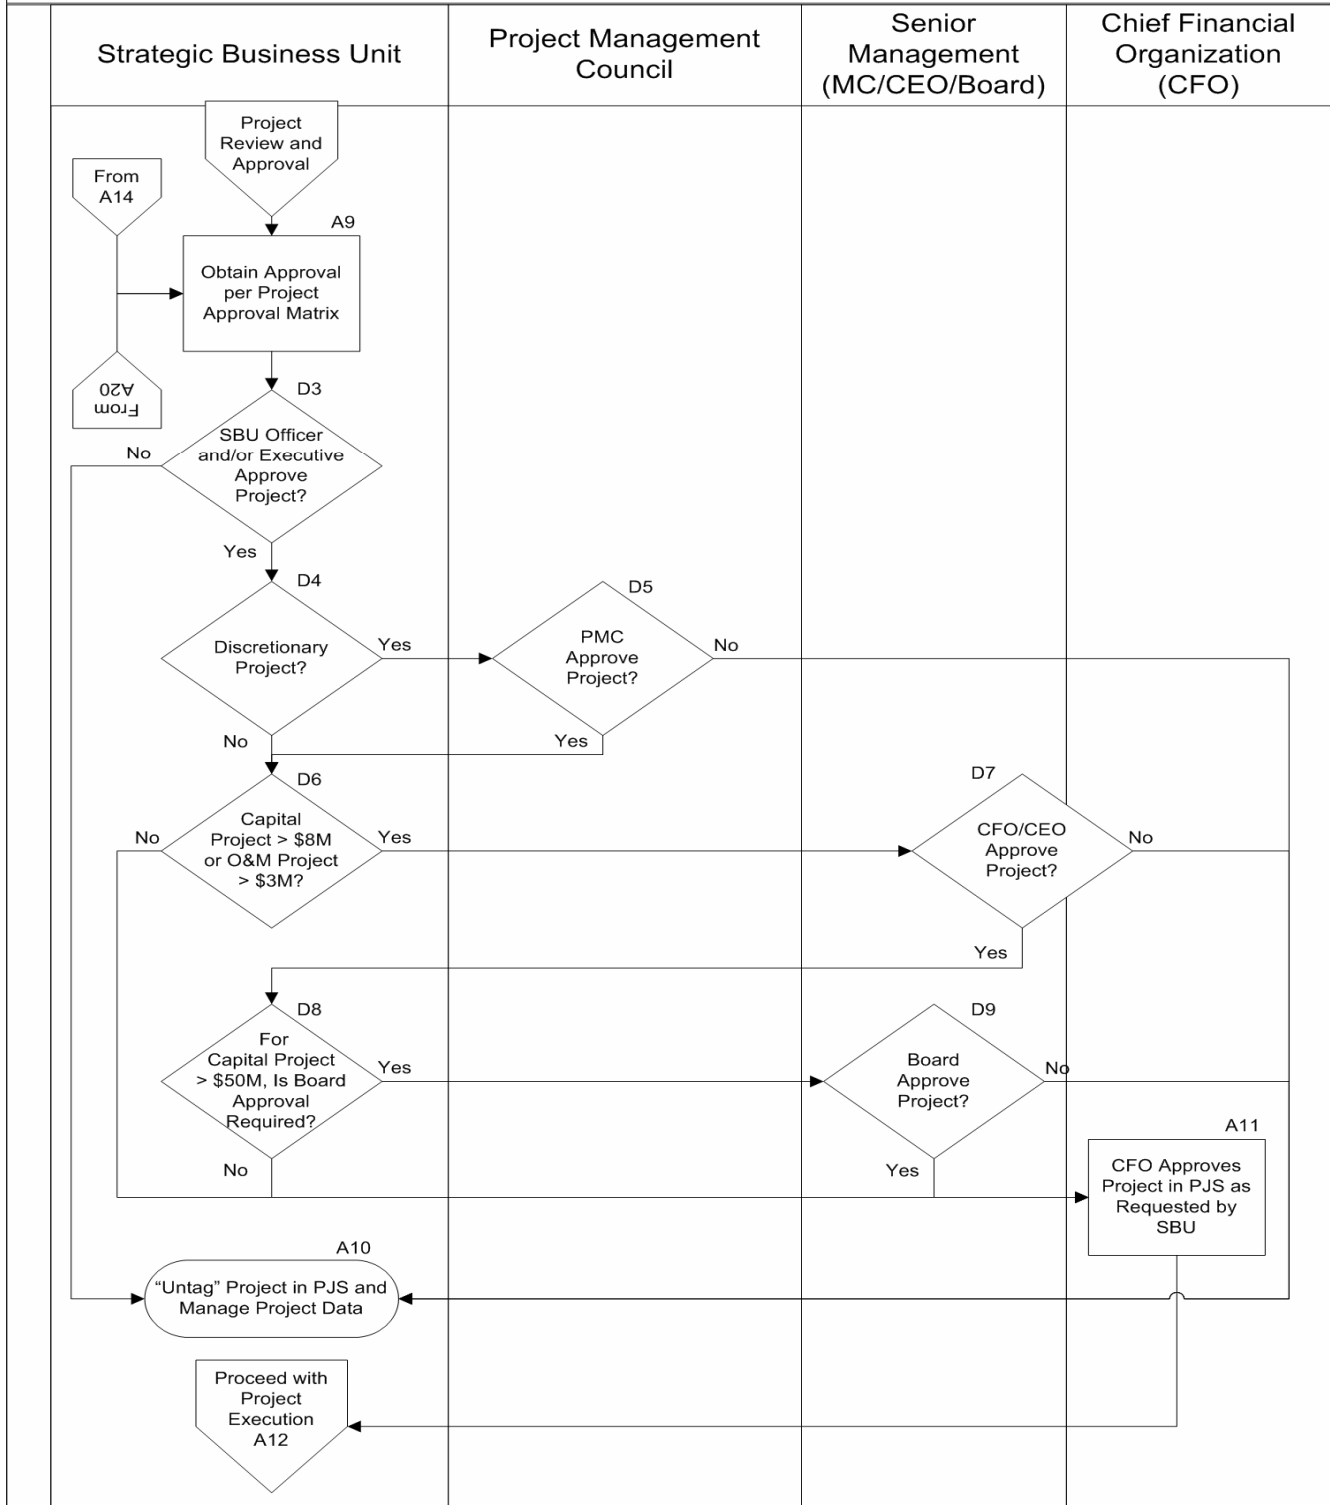 Strategic Business Unit
Project Management
Council
Senior
Management
(MC/CEO/Board)
Chief Financial
Organization
(CFO)
Project
Review and
Approval
From
A14
A9
Obtain Approval
per Project
Approval Matrix
From
A20
D3
SBU Officer
and/or Executive
Approve
Project?
No
Yes
D4
Discretionary
Project?
Yes
No
D5
PMC
Approve
Project?
No
Yes
D6
Capital
Project > $8M
or O&M Project
> $3M?
No
Yes
D7
CFO/CEO
Approve
Project?
No
Yes
D8
For
Capital Project
> $50M, Is Board
Approval
Required?
Yes
No
D9
Board
Approve
Project?
No
Yes
A11
CFO Approves
Project in PJS as
Requested by
SBU
A10
“Untag” Project in PJS and
Manage Project Data
Proceed with
Project
Execution
A12